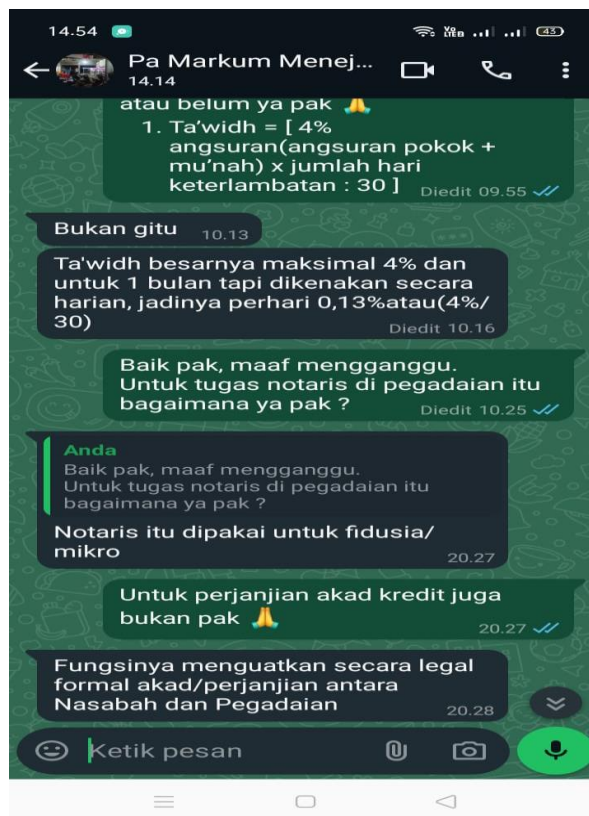 14.54
43
Pa Markum Menej...
14.14
atau belum ya pak 🙏
1. Ta'widh = [ 4%
angsuran(angsuran pokok +
mu'nah) x jumlah hari
keterlambatan : 30 ]
Diedit 09.55
Bukan gitu 10.13
Ta'widh besarnya maksimal 4% dan
untuk 1 bulan tapi dikenakan secara
harian, jadinya perhari 0,13%atau(4%/
30)
Diedit 10.16
Baik pak, maaf mengganggu.
Untuk tugas notaris di pegadaian itu
bagaimana ya pak ?
Diedit 10.25
Anda
Baik pak, maaf mengganggu.
Untuk tugas notaris di pegadaian itu
bagaimana ya pak ?
Notaris itu dipakai untuk fidusia/
mikro
20.27
Untuk perjanjian akad kredit juga
bukan pak 🙏
20.27
Fungsinya menguatkan secara legal
formal akad/perjanjian antara
Nasabah dan Pegadaian
20.28
Ketik pesan